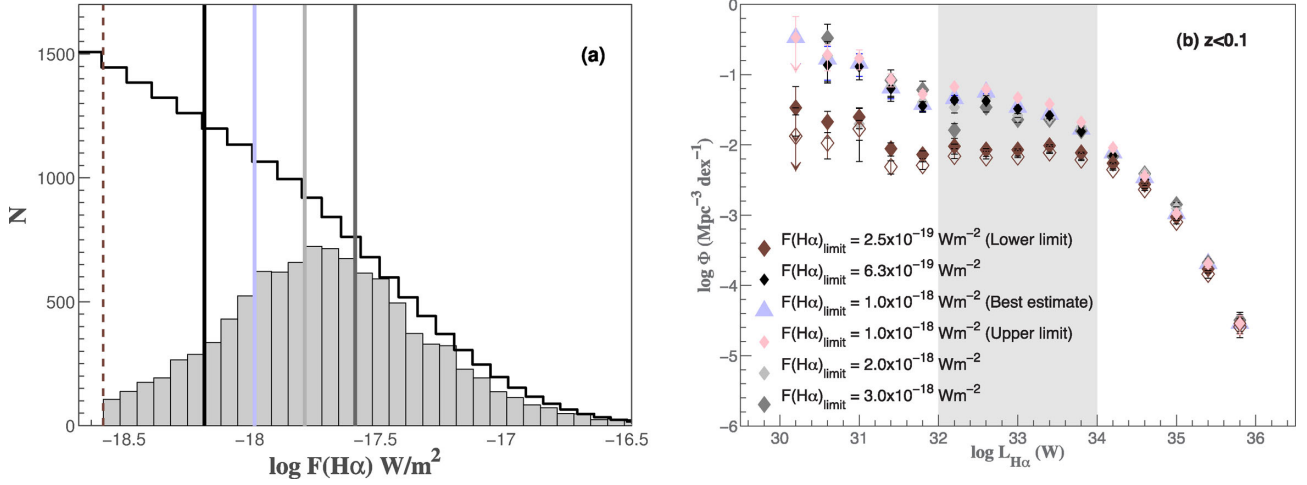 (a)
1500
1000
500
0
N
−18.5 −18 −17.5 −17 −16.5
log F(Hα) W/m²
(b) z<0.1
0
−1
−2
−3
−4
−5
−6
log Φ (Mpc⁻³ dex⁻¹)
F(Hα)limit = 2.5x10⁻¹⁹ Wm⁻² (Lower limit)
F(Hα)limit = 6.3x10⁻¹⁹ Wm⁻²
F(Hα)limit = 1.0x10⁻¹⁸ Wm⁻² (Best estimate)
F(Hα)limit = 1.0x10⁻¹⁸ Wm⁻² (Upper limit)
F(Hα)limit = 2.0x10⁻¹⁸ Wm⁻²
F(Hα)limit = 3.0x10⁻¹⁸ Wm⁻²
30 31 32 33 34 35 36
log LHα (W)